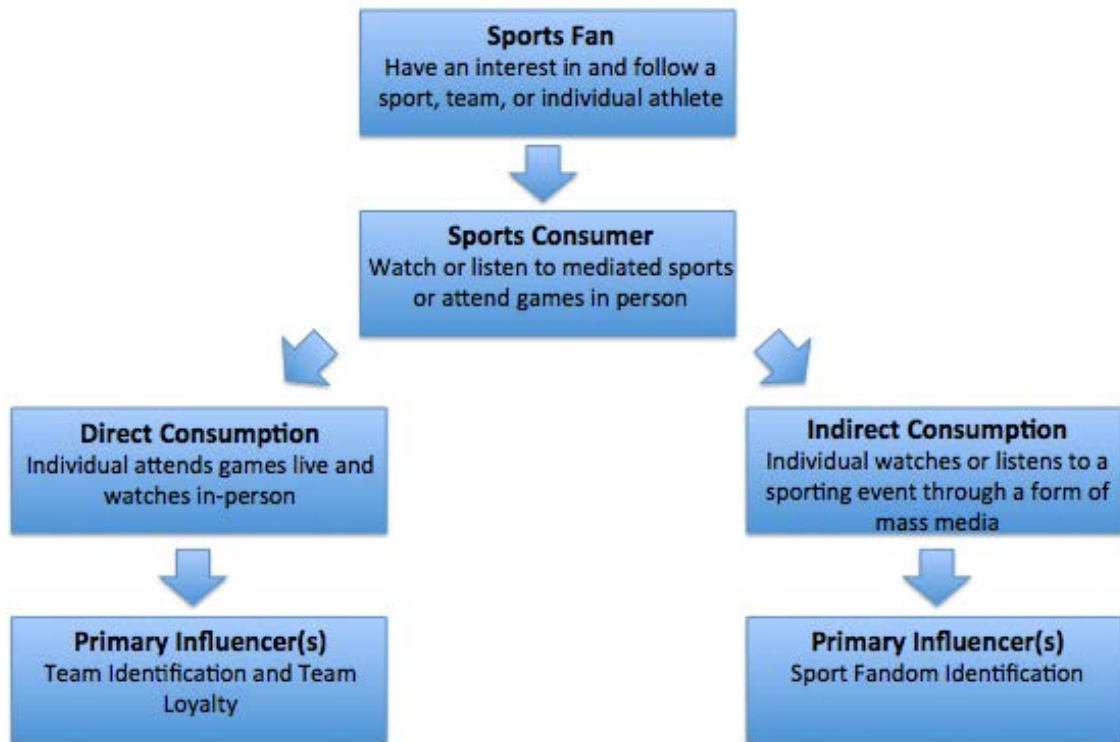 Sports Fan
Have an interest in and follow a
sport, team, or individual athlete
Sports Consumer
Watch or listen to mediated sports
or attend games in person
Direct Consumption
Individual attends games live and
watches in-person
Indirect Consumption
Individual watches or listens to a
sporting event through a form of
mass media
Primary Influencer(s)
Team Identification and Team
Loyalty
Primary Influencer(s)
Sport Fandom Identification